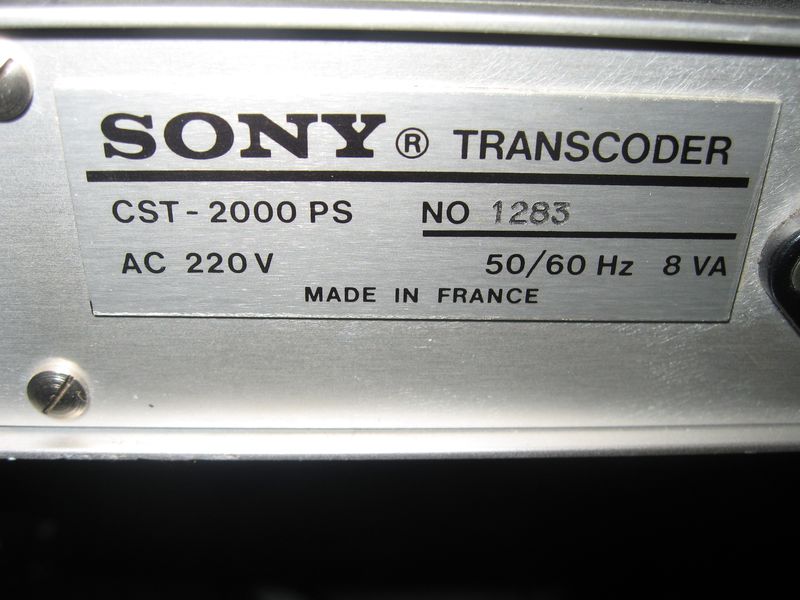 SONY ® TRANSCODER
CST-2000 PS NO 1283
AC 220V 50/60 Hz 8 VA
MADE IN FRANCE